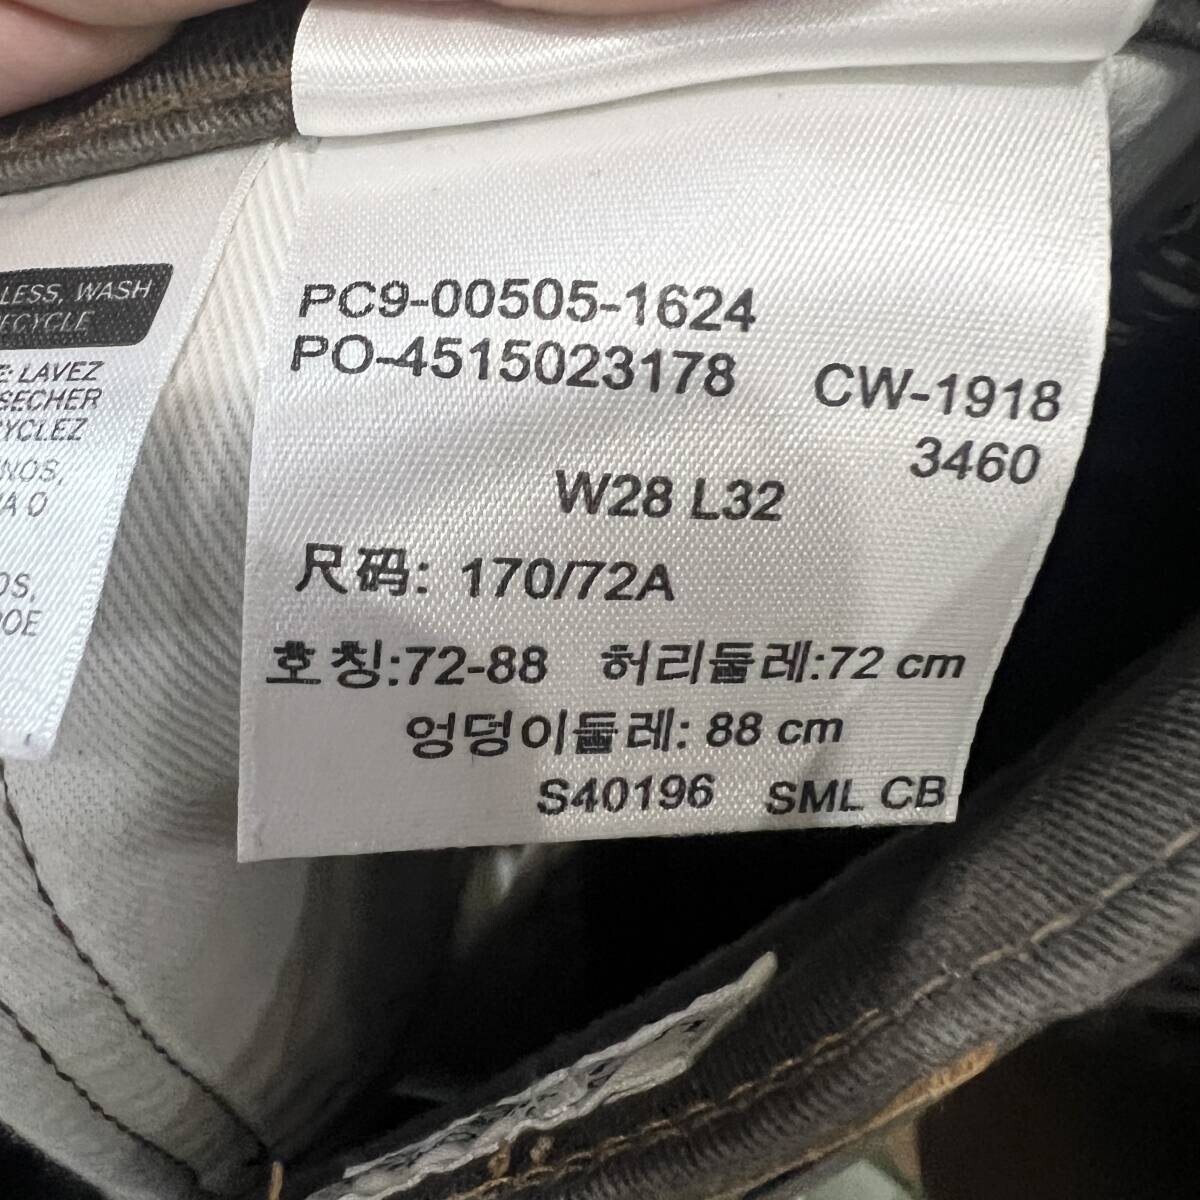 LESS, WASH
ECYCLE
E LAVEZ
SECHER
YCLEZ
NOS,
A O
OS,
OE
PC9-00505-1624
PO-4515023178 CW-1918
3460
W28 L32
尺码: 170/72A
호칭:72-88 허리둘레:72 cm
엉덩이둘레: 88 cm
S40196 SML CB